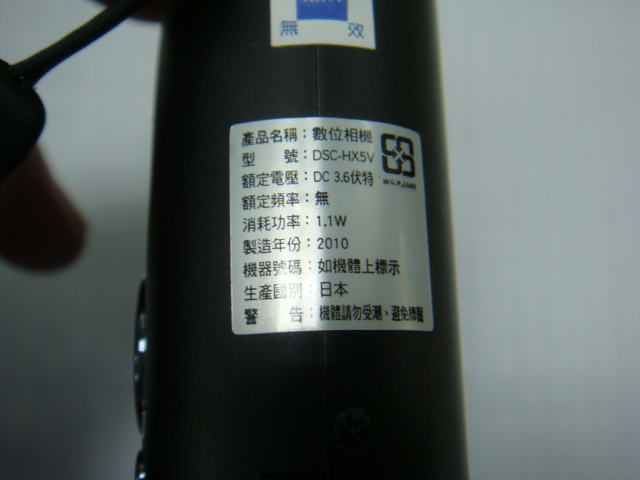 無 效
產品名稱：數位相機
型 號：DSC-HX5V
額定電壓：DC 3.6伏特
額定頻率：無
消耗功率：1.1W
製造年份：2010
機器號碼：如機體上標示
生產國別：日本
警 告：機體請勿受潮、避免摔